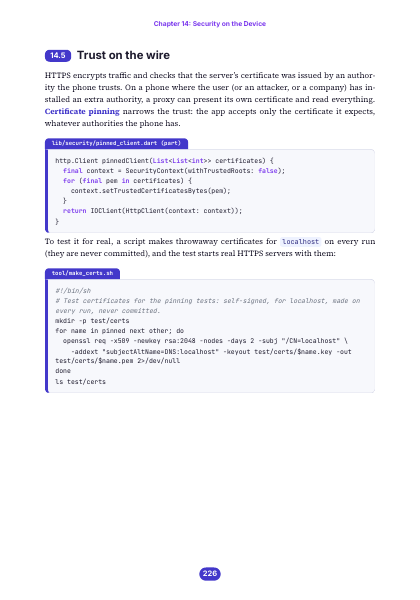 Chapter 14: Security on the Device
14.5 Trust on the wire
HTTPS encrypts traffic and checks that the server's certificate was issued by an author-
ity the phone trusts. On a phone where the user (or an attacker, or a company) has in-
stalled an extra authority, a proxy can present its own certificate and read everything.
Certificate pinning narrows the trust: the app accepts only the certificate it expects,
whatever authorities the phone has.
lib/security/pinned_client.dart (part)
http.Client pinnedClient(List<List<int>> certificates) {
  final context = SecurityContext(withTrustedRoots: false);
  for (final pem in certificates) {
    context.setTrustedCertificatesBytes(pem);
  }
  return IOClient(HttpClient(context: context));
}
To test it for real, a script makes throwaway certificates for localhost on every run
(they are never committed), and the test starts real HTTPS servers with them:
tool/make_certs.sh
#!/bin/sh
# Test certificates for the pinning tests: self-signed, for localhost, made on
every run, never committed.
mkdir -p test/certs
for name in pinned next other; do
  openssl req -x509 -newkey rsa:2048 -nodes -days 2 -subj "/CN=localhost" \
    -addext "subjectAltName=DNS:localhost" -keyout test/certs/$name.key -out
test/certs/$name.pem 2>/dev/null
done
ls test/certs
226